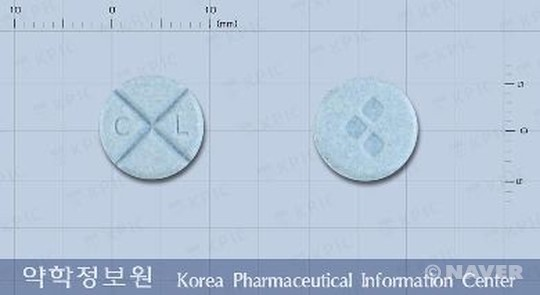 10 0 10 (mm)
C L
5
0
5
약학정보원 Korea Pharmaceutical Information Center
© NAVER